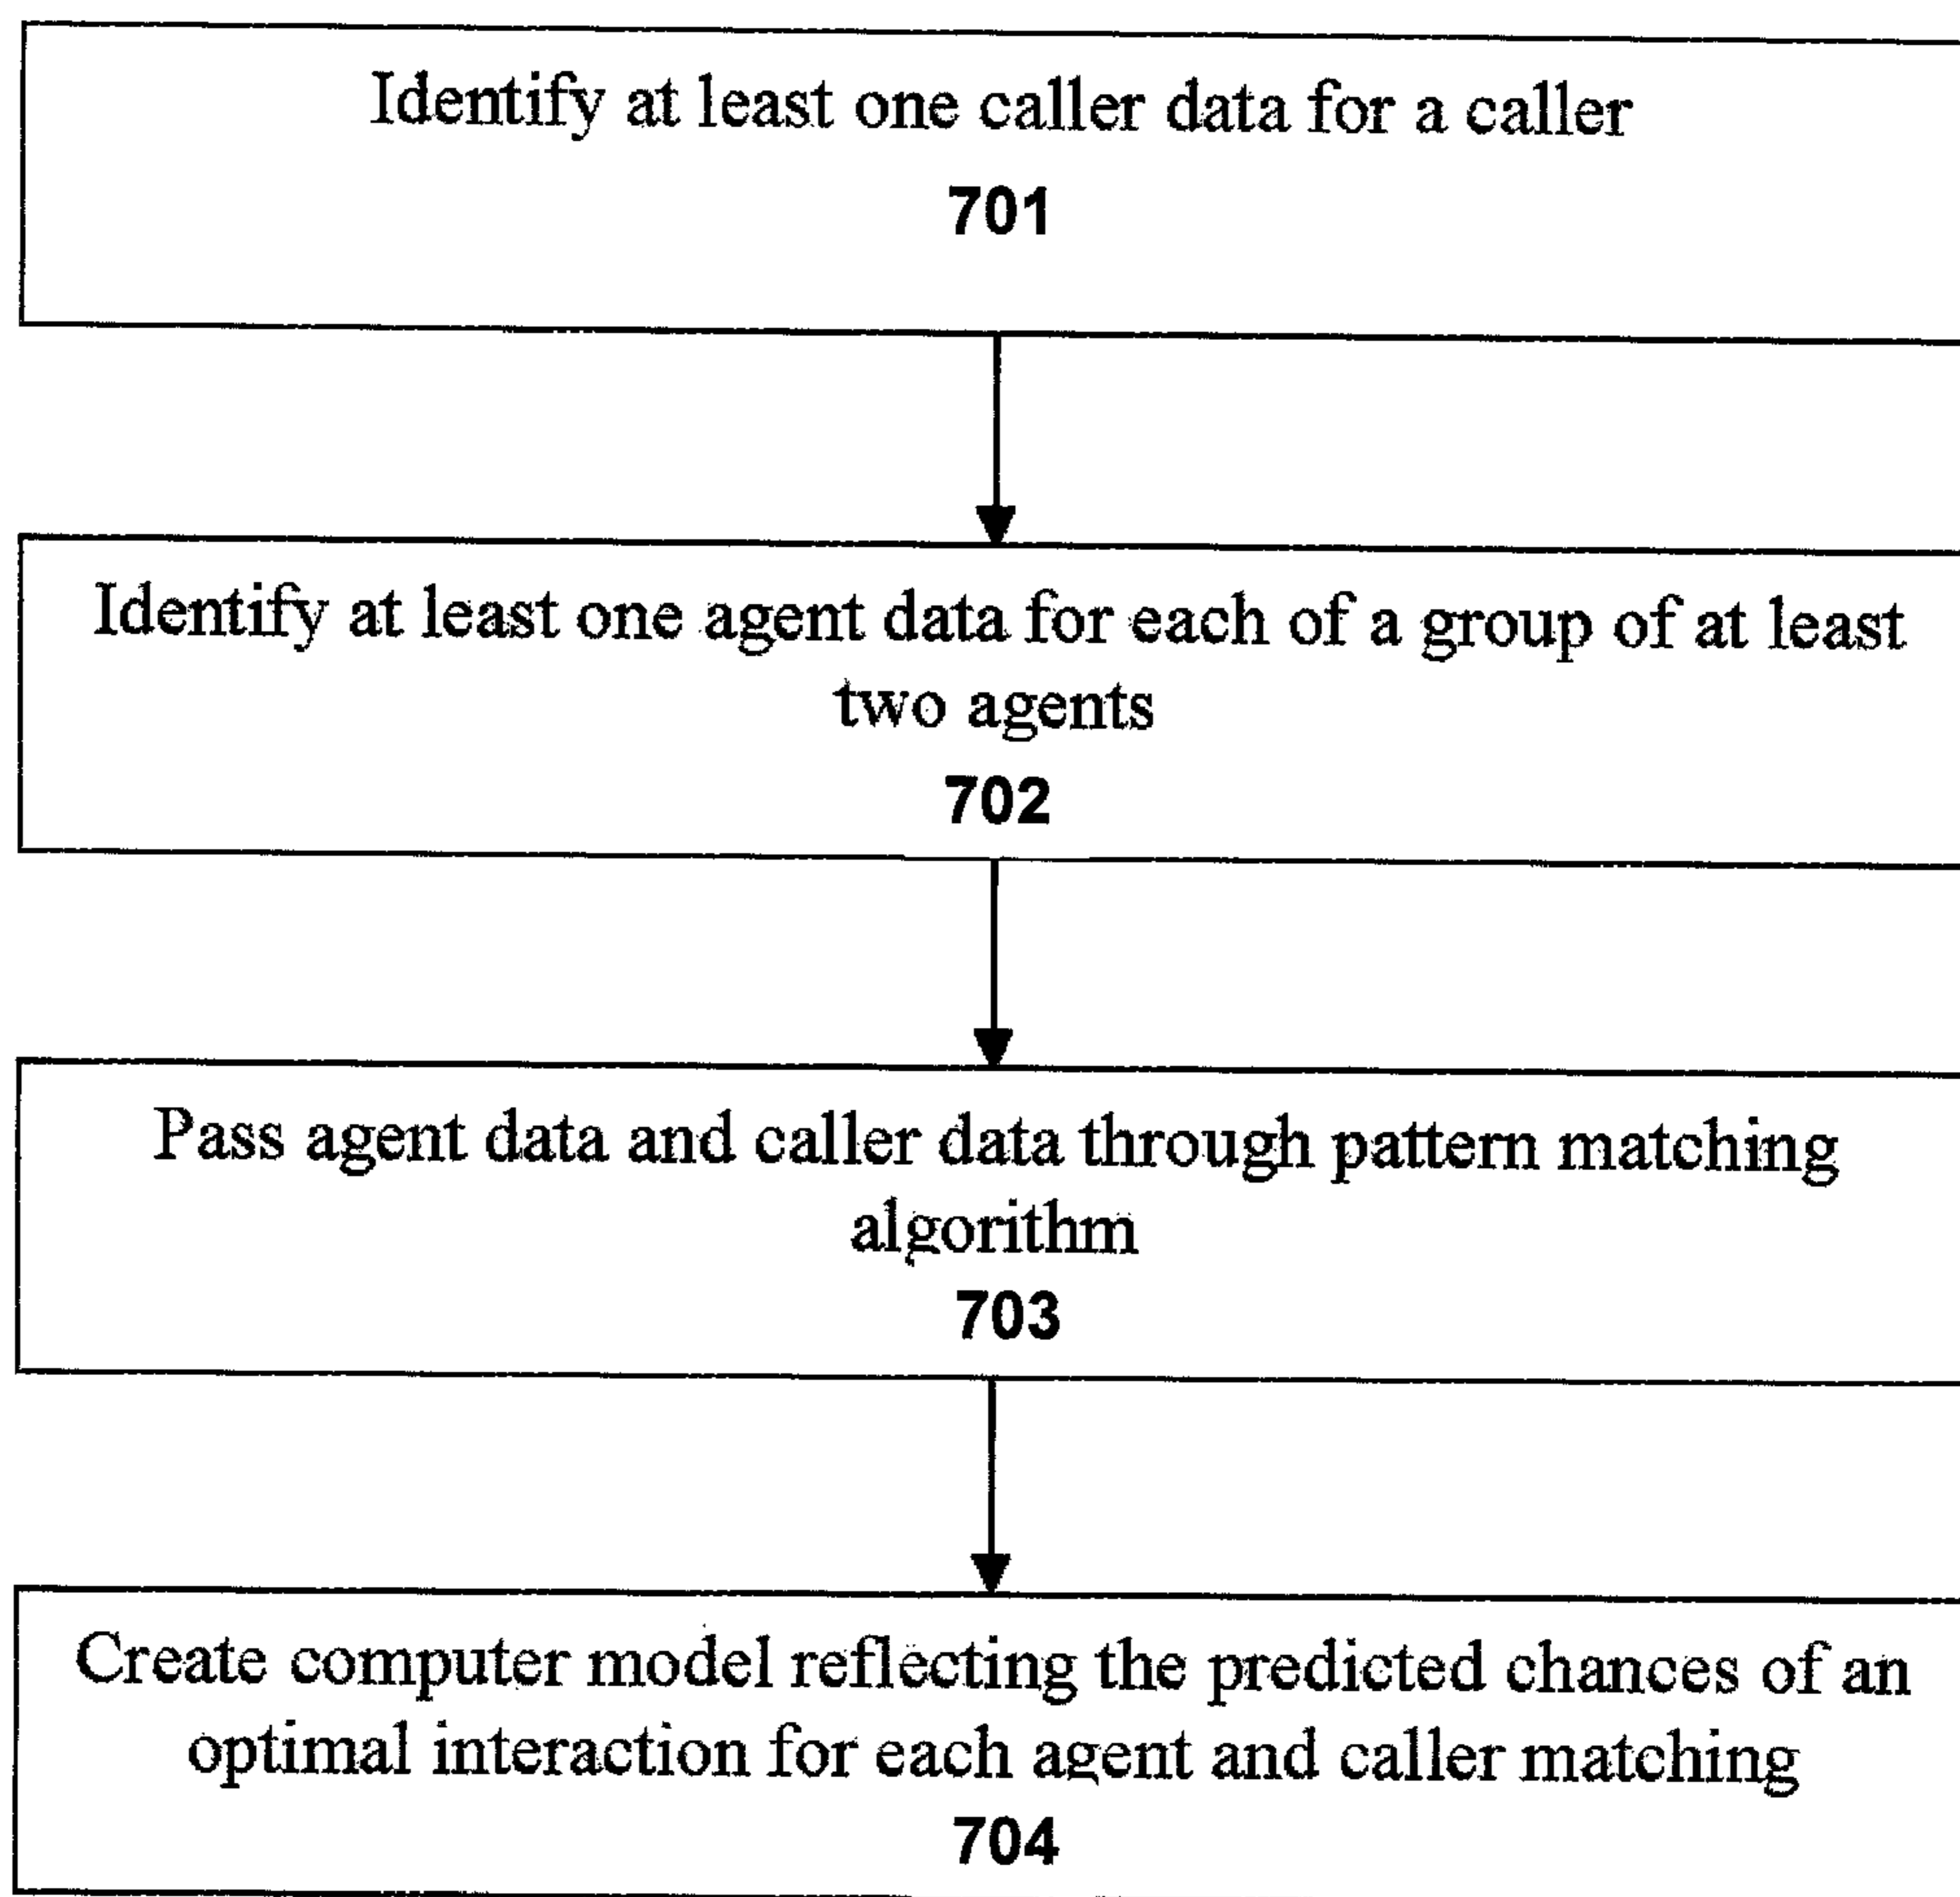 Identify at least one caller data for a caller
701
Identify at least one agent data for each of a group of at least
two agents
702
Pass agent data and caller data through pattern matching
algorithm
703
Create computer model reflecting the predicted chances of an
optimal interaction for each agent and caller matching
704